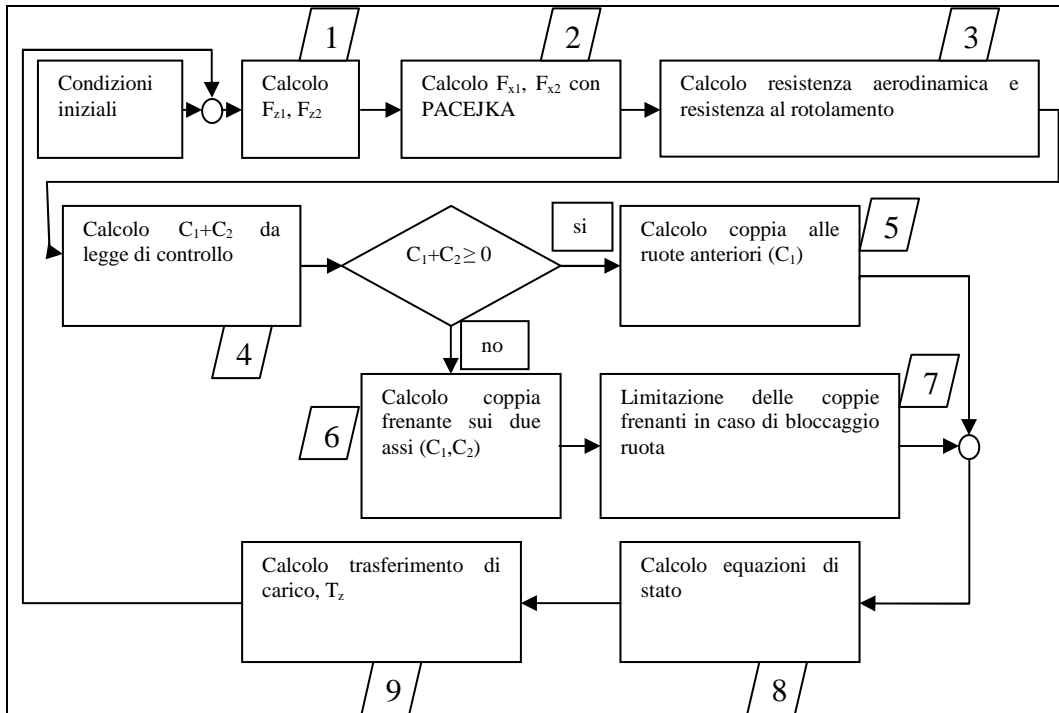 1
2
3
Condizioni
iniziali
Calcolo
Fz1, Fz2
Calcolo Fx1, Fx2 con
PACEJKA
Calcolo resistenza aerodinamica e
resistenza al rotolamento
Calcolo C1+C2 da
legge di controllo
4
C1+C2 ≥ 0
si
no
Calcolo coppia alle
ruote anteriori (C1)
5
6
Calcolo coppia
frenante sui due
assi (C1,C2)
Limitazione delle coppie
frenanti in caso di bloccaggio
ruota
7
Calcolo trasferimento di
carico, Tz
9
Calcolo equazioni di
stato
8